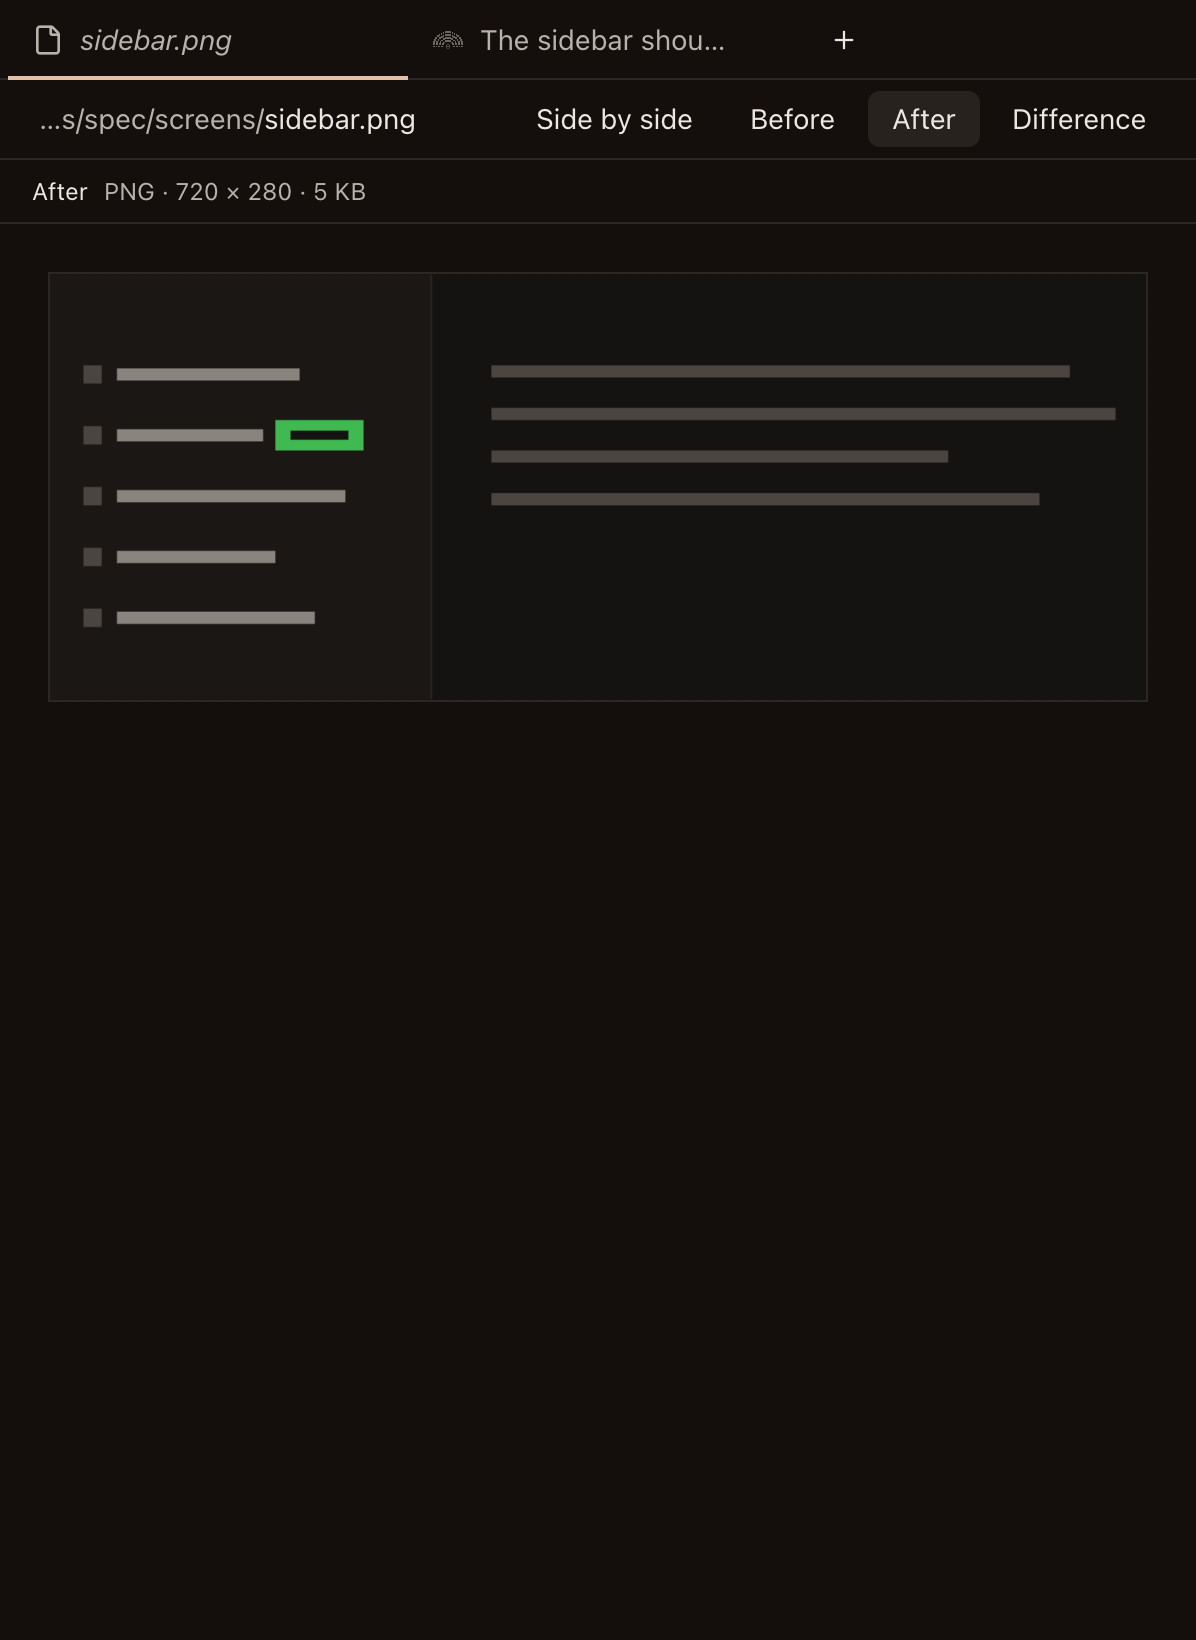 sidebar.png
The sidebar shou...
+
...s/spec/screens/sidebar.png
Side by side
Before
After
Difference
After PNG · 720 × 280 · 5 KB